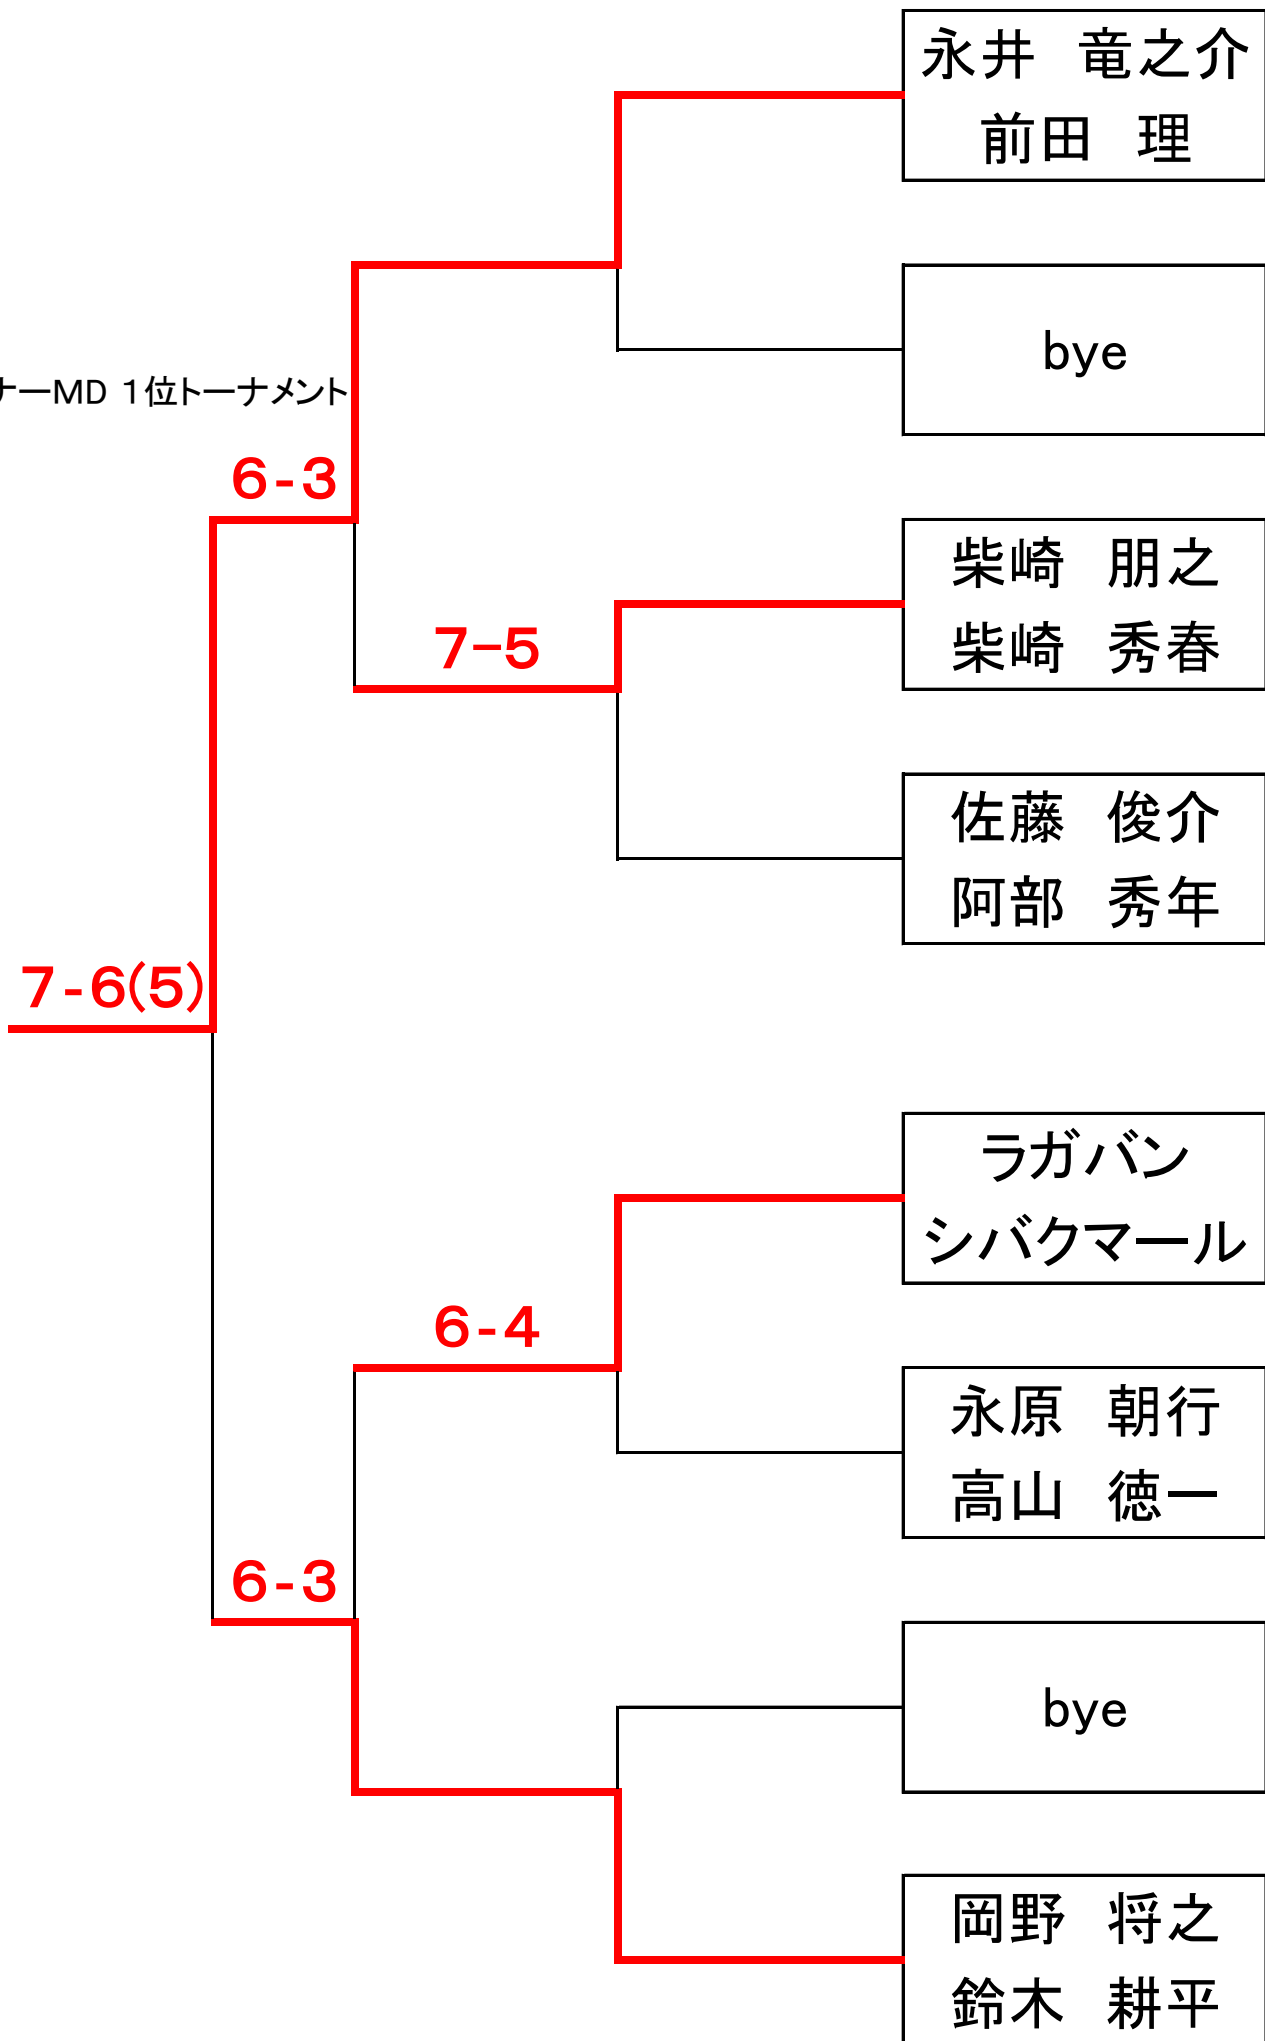 永井　竜之介
前田　理
bye
ナーMD １位トーナメント
6-3
柴崎　朋之
柴崎　秀春
7-5
佐藤　俊介
阿部　秀年
7-6(5)
ラガバン
シバクマール
6-4
永原　朝行
高山　徳一
6-3
bye
岡野　将之
鈴木　耕平